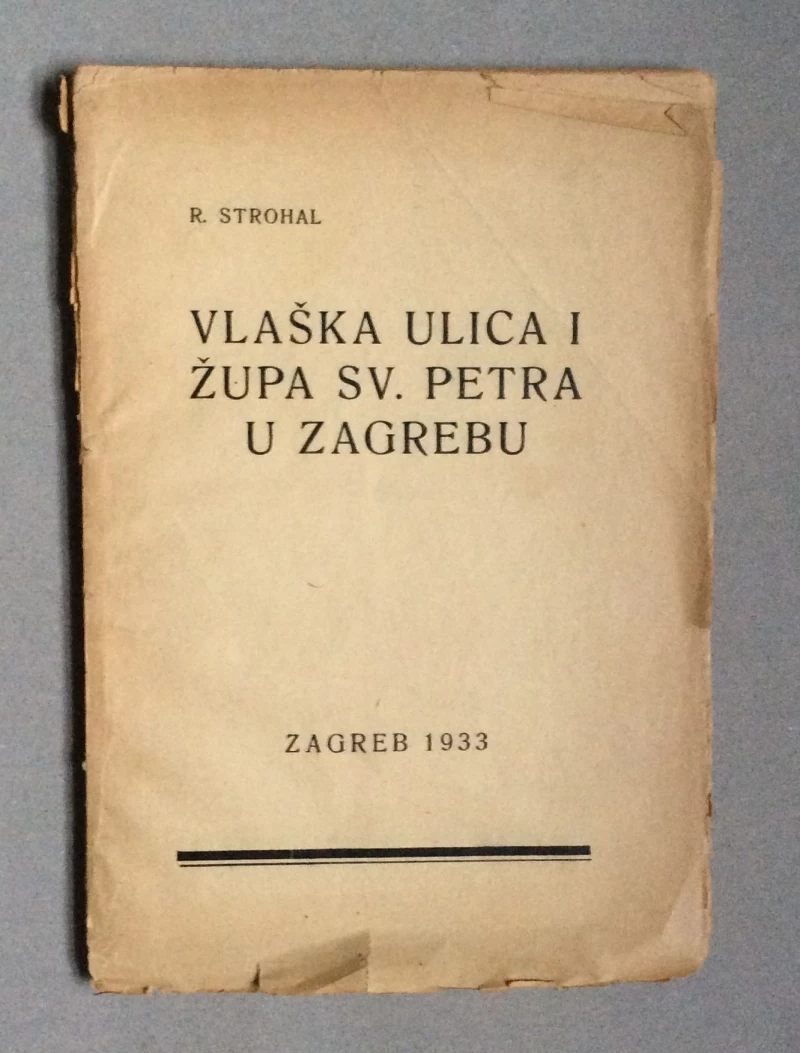 R. STROHAL
VLAŠKA ULICA I
ŽUPA SV. PETRA
U ZAGREBU
ZAGREB 1933